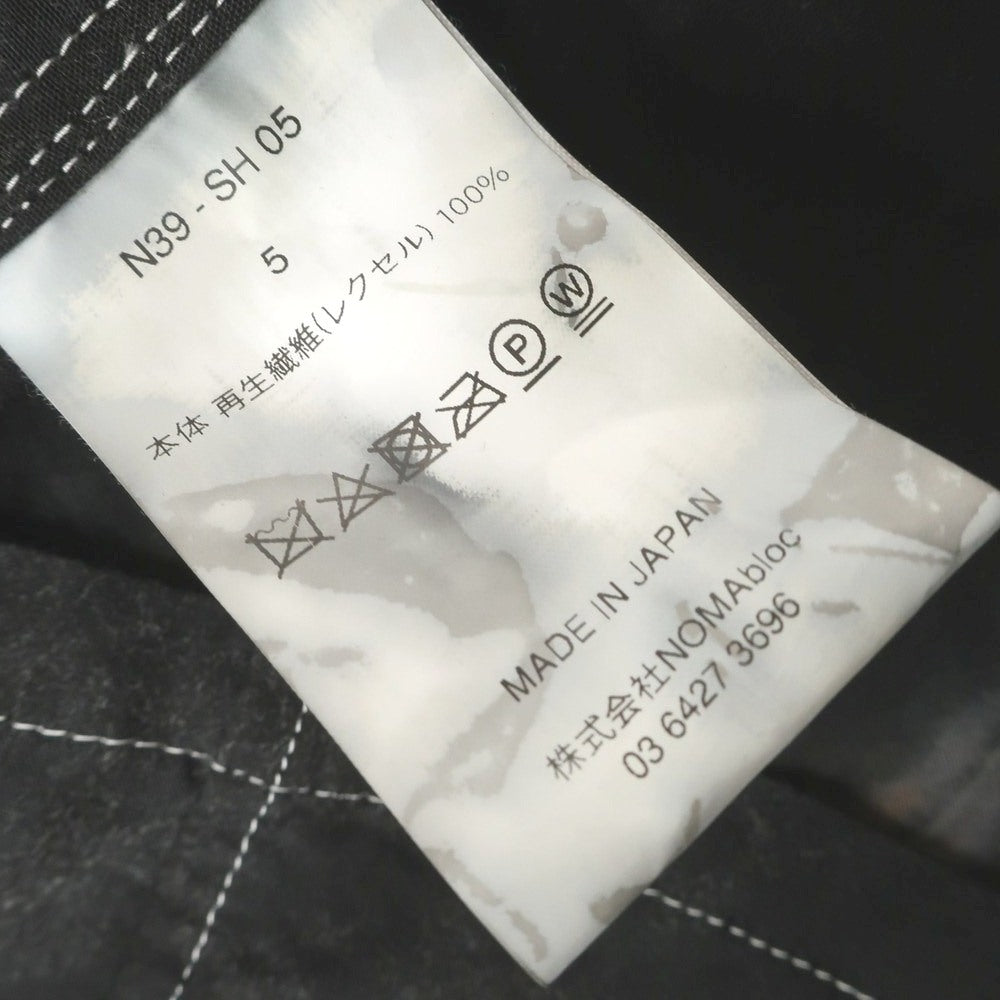 N39 - SH 05
5
本体 再生繊維(レクセル) 100%
P W
MADE IN JAPAN
株式会社NOMAbloc
03 6427 3696